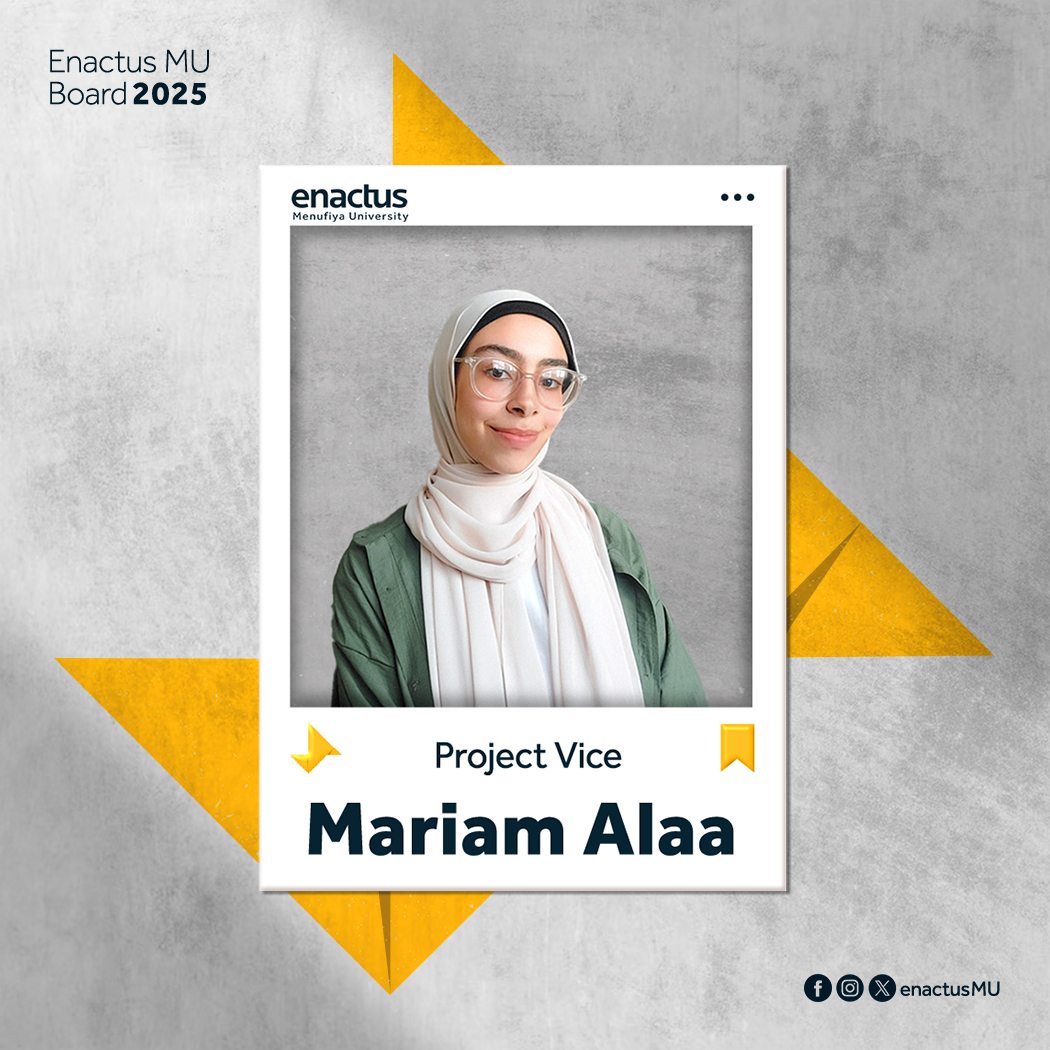 Enactus MU
Board 2025
enactus
Menufiya University
Project Vice
Mariam Alaa
enactusMU